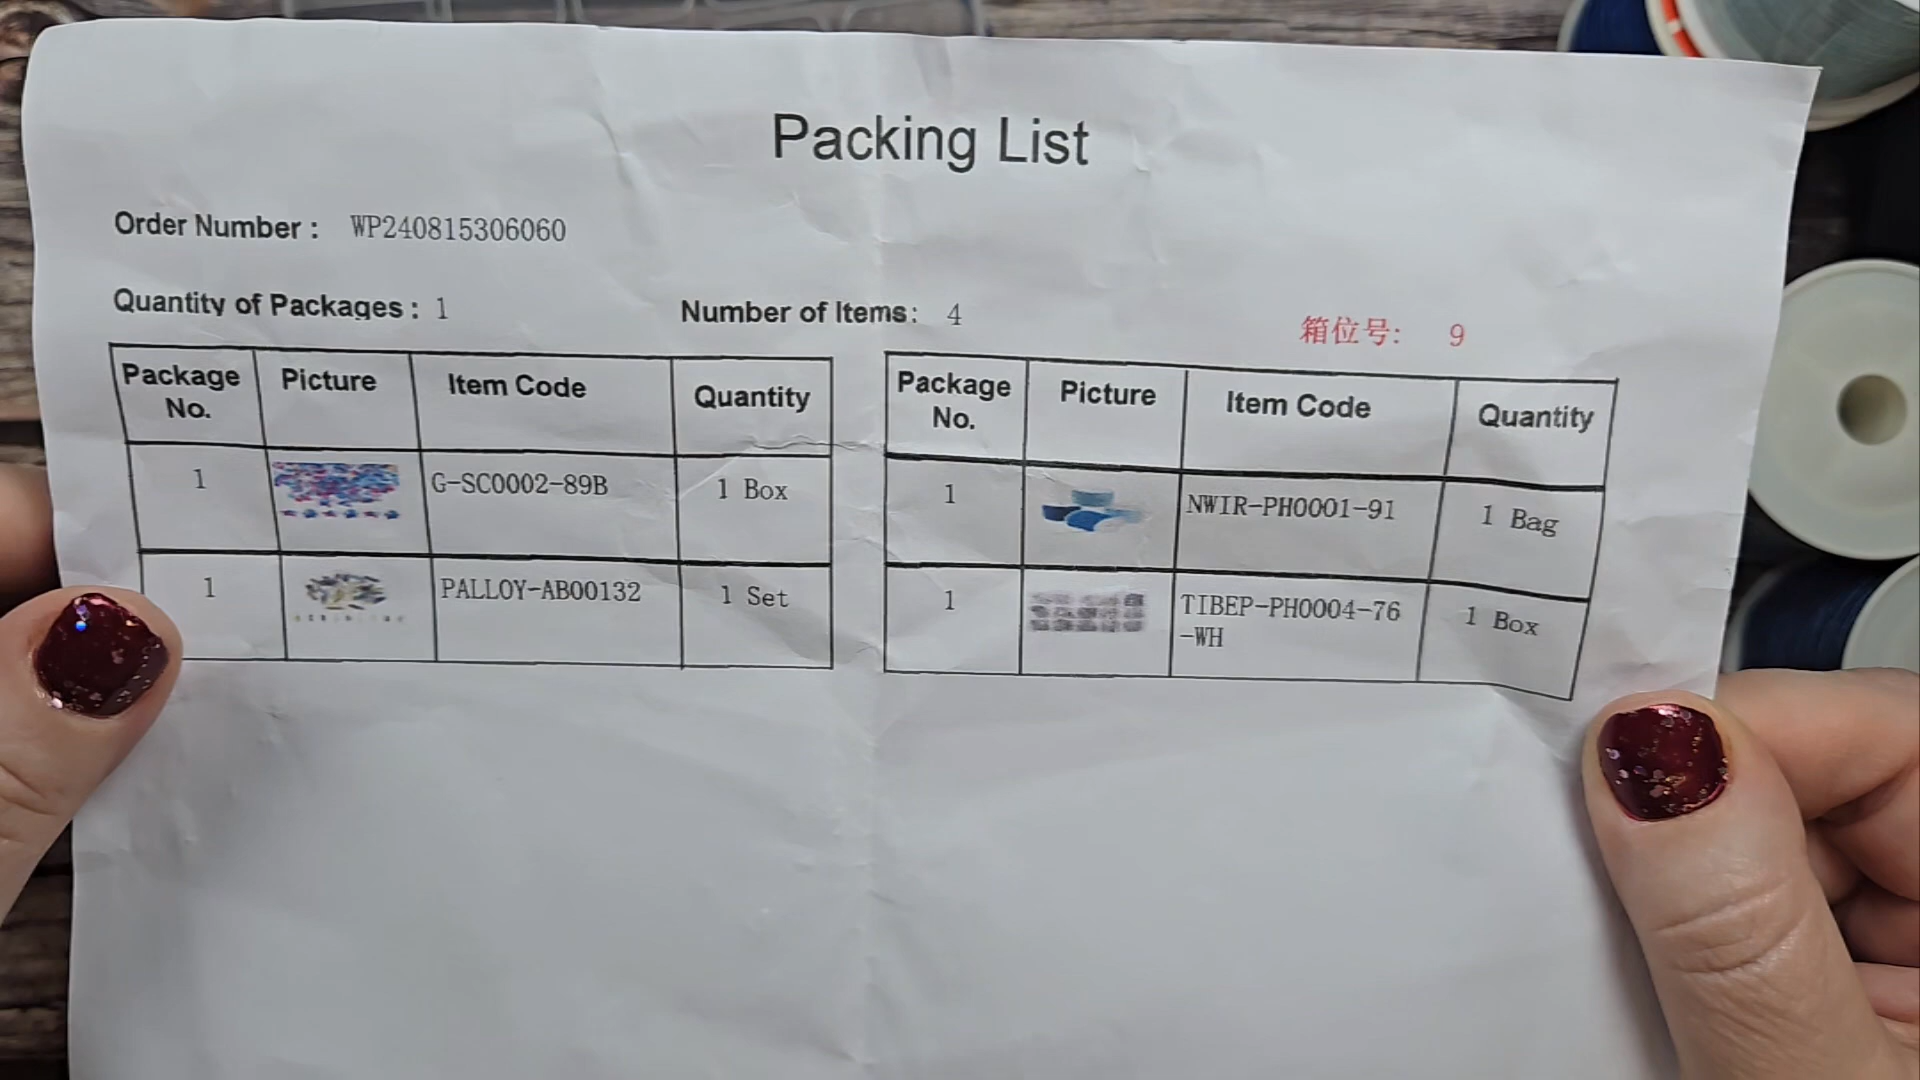 Packing List
Order Number : WP240815306060
Quantity of Packages : 1 Number of Items: 4 箱位号: 9
Package No. Picture Item Code Quantity
1 G-SC0002-89B 1 Box
1 PALLOY-AB00132 1 Set
Package No. Picture Item Code Quantity
1 NWIR-PH0001-91 1 Bag
1 TIBEP-PH0004-76
-WH 1 Box